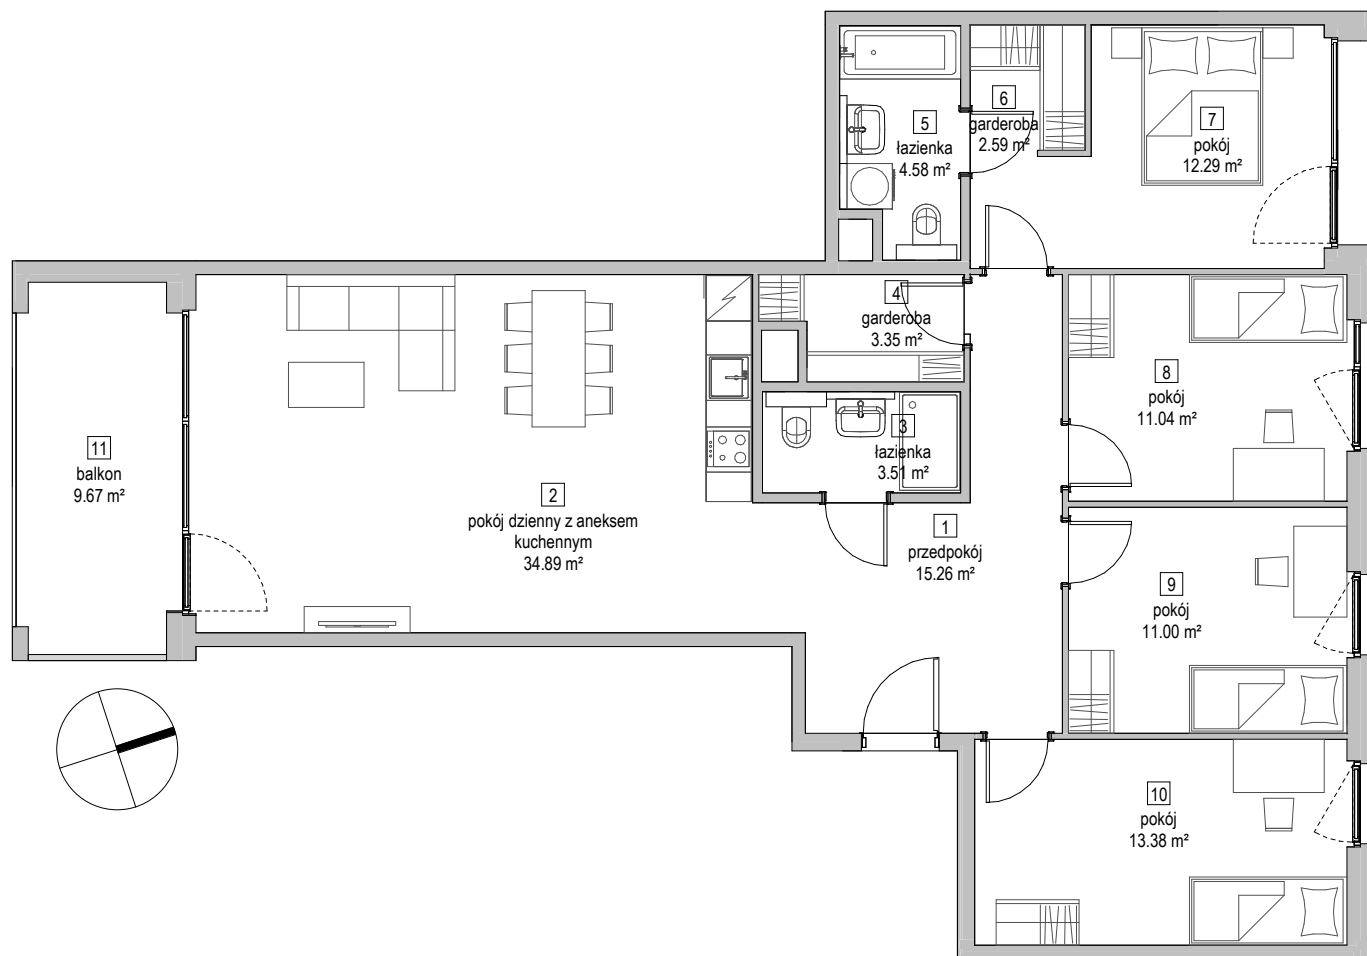 1
przedpokój
15.26 m²
2
pokój dzienny z aneksem
kuchennym
34.89 m²
3
łazienka
3.51 m²
4
garderoba
3.35 m²
5
łazienka
4.58 m²
6
garderoba
2.59 m²
7
pokój
12.29 m²
8
pokój
11.04 m²
9
pokój
11.00 m²
10
pokój
13.38 m²
11
balkon
9.67 m²